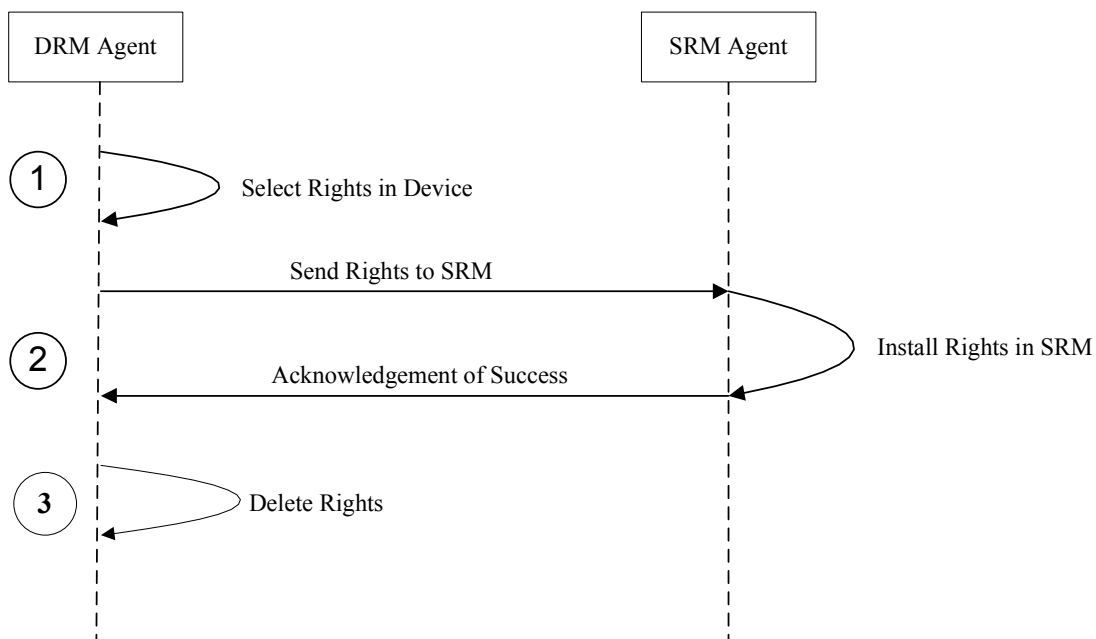 DRM Agent
SRM Agent
1
Select Rights in Device
Send Rights to SRM
Install Rights in SRM
2
Acknowledgement of Success
3
Delete Rights